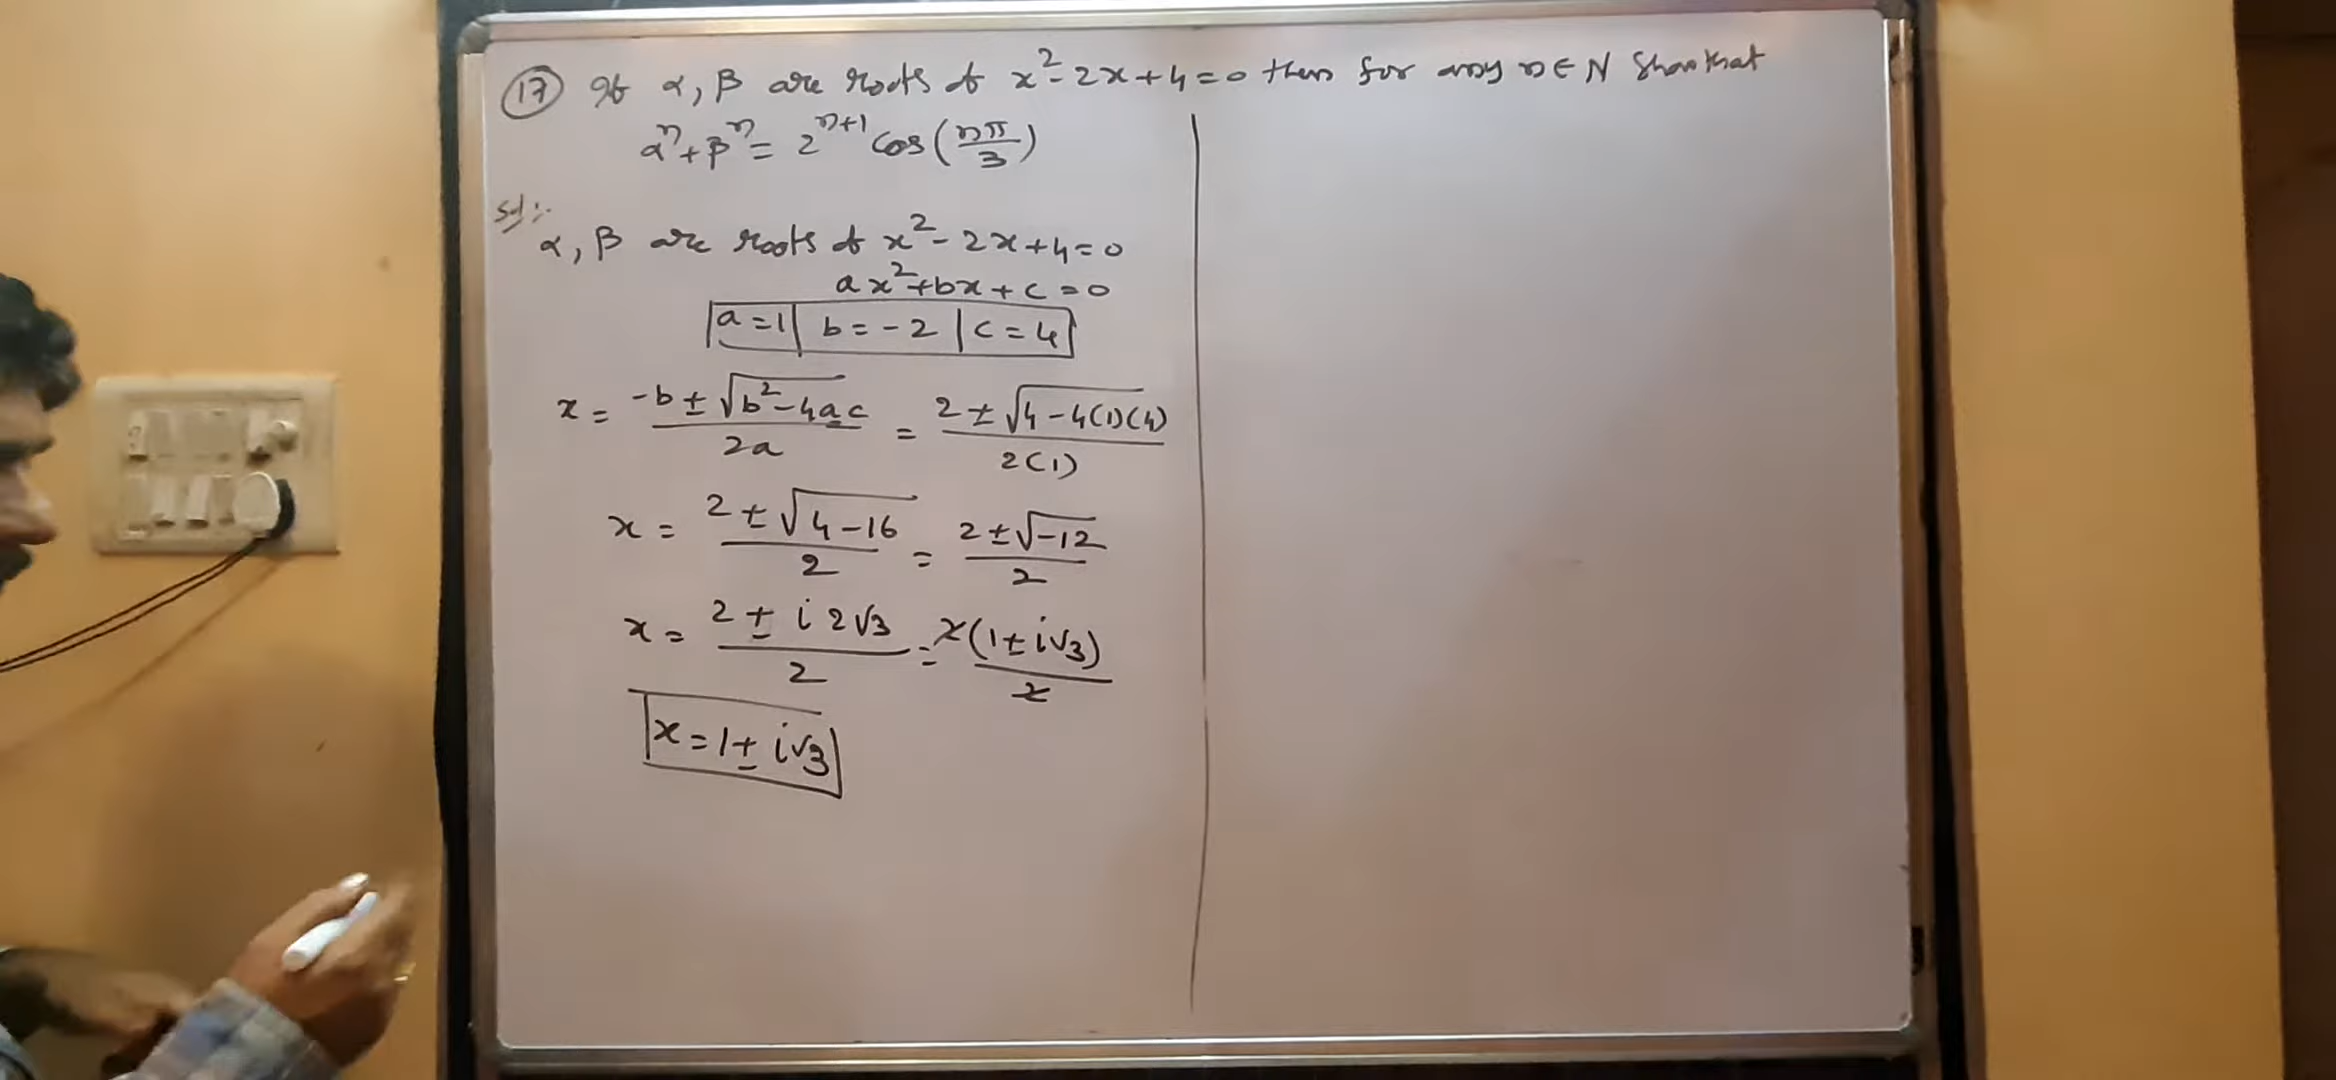 (17) If α, β are roots of x² - 2x + 4 = 0 then for any n ∈ N Show that
αⁿ + βⁿ = 2ⁿ⁺¹ cos(nπ/3)
Sol:-
α, β are roots of x² - 2x + 4 = 0
ax² + bx + c = 0
a = 1 | b = -2 | c = 4
x = (-b ± √(b² - 4ac))/2a = (2 ± √(4 - 4(1)(4)))/2(1)
x = (2 ± √(4 - 16))/2 = (2 ± √-12)/2
x = (2 ± i2√3)/2 = 2(1 ± i√3)/2
x = 1 ± i√3